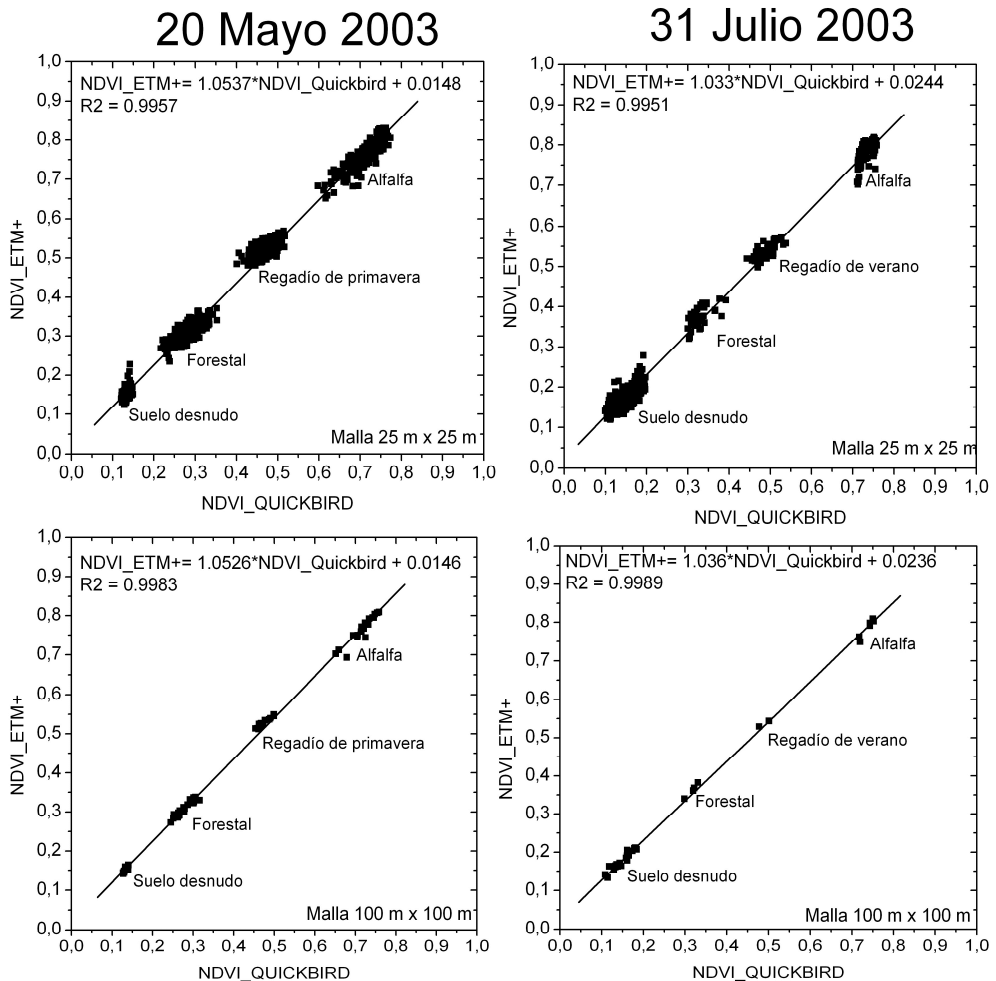 20 Mayo 2003
31 Julio 2003
NDVI_ETM+= 1.0537*NDVI_Quickbird + 0.0148
R2 = 0.9957
1,0
0,9
0,8
0,7
0,6
0,5
0,4
0,3
0,2
0,1
0,0
NDVI_ETM+
Alfalfa
Regadío de primavera
Forestal
Suelo desnudo
Malla 25 m x 25 m
0,0 0,1 0,2 0,3 0,4 0,5 0,6 0,7 0,8 0,9 1,0
NDVI_QUICKBIRD
NDVI_ETM+= 1.033*NDVI_Quickbird + 0.0244
R2 = 0.9951
1,0
0,9
0,8
0,7
0,6
0,5
0,4
0,3
0,2
0,1
0,0
NDVI_ETM+
Alfalfa
Regadío de verano
Forestal
Suelo desnudo
Malla 25 m x 25 m
0,0 0,1 0,2 0,3 0,4 0,5 0,6 0,7 0,8 0,9 1,0
NDVI_QUICKBIRD
NDVI_ETM+= 1.0526*NDVI_Quickbird + 0.0146
R2 = 0.9983
1,0
0,9
0,8
0,7
0,6
0,5
0,4
0,3
0,2
0,1
0,0
NDVI_ETM+
Alfalfa
Regadío de primavera
Forestal
Suelo desnudo
Malla 100 m x 100 m
0,0 0,1 0,2 0,3 0,4 0,5 0,6 0,7 0,8 0,9 1,0
NDVI_QUICKBIRD
NDVI_ETM+= 1.036*NDVI_Quickbird + 0.0236
R2 = 0.9989
1,0
0,9
0,8
0,7
0,6
0,5
0,4
0,3
0,2
0,1
0,0
NDVI_ETM+
Alfalfa
Regadío de verano
Forestal
Suelo desnudo
Malla 100 m x 100 m
0,0 0,1 0,2 0,3 0,4 0,5 0,6 0,7 0,8 0,9 1,0
NDVI_QUICKBIRD